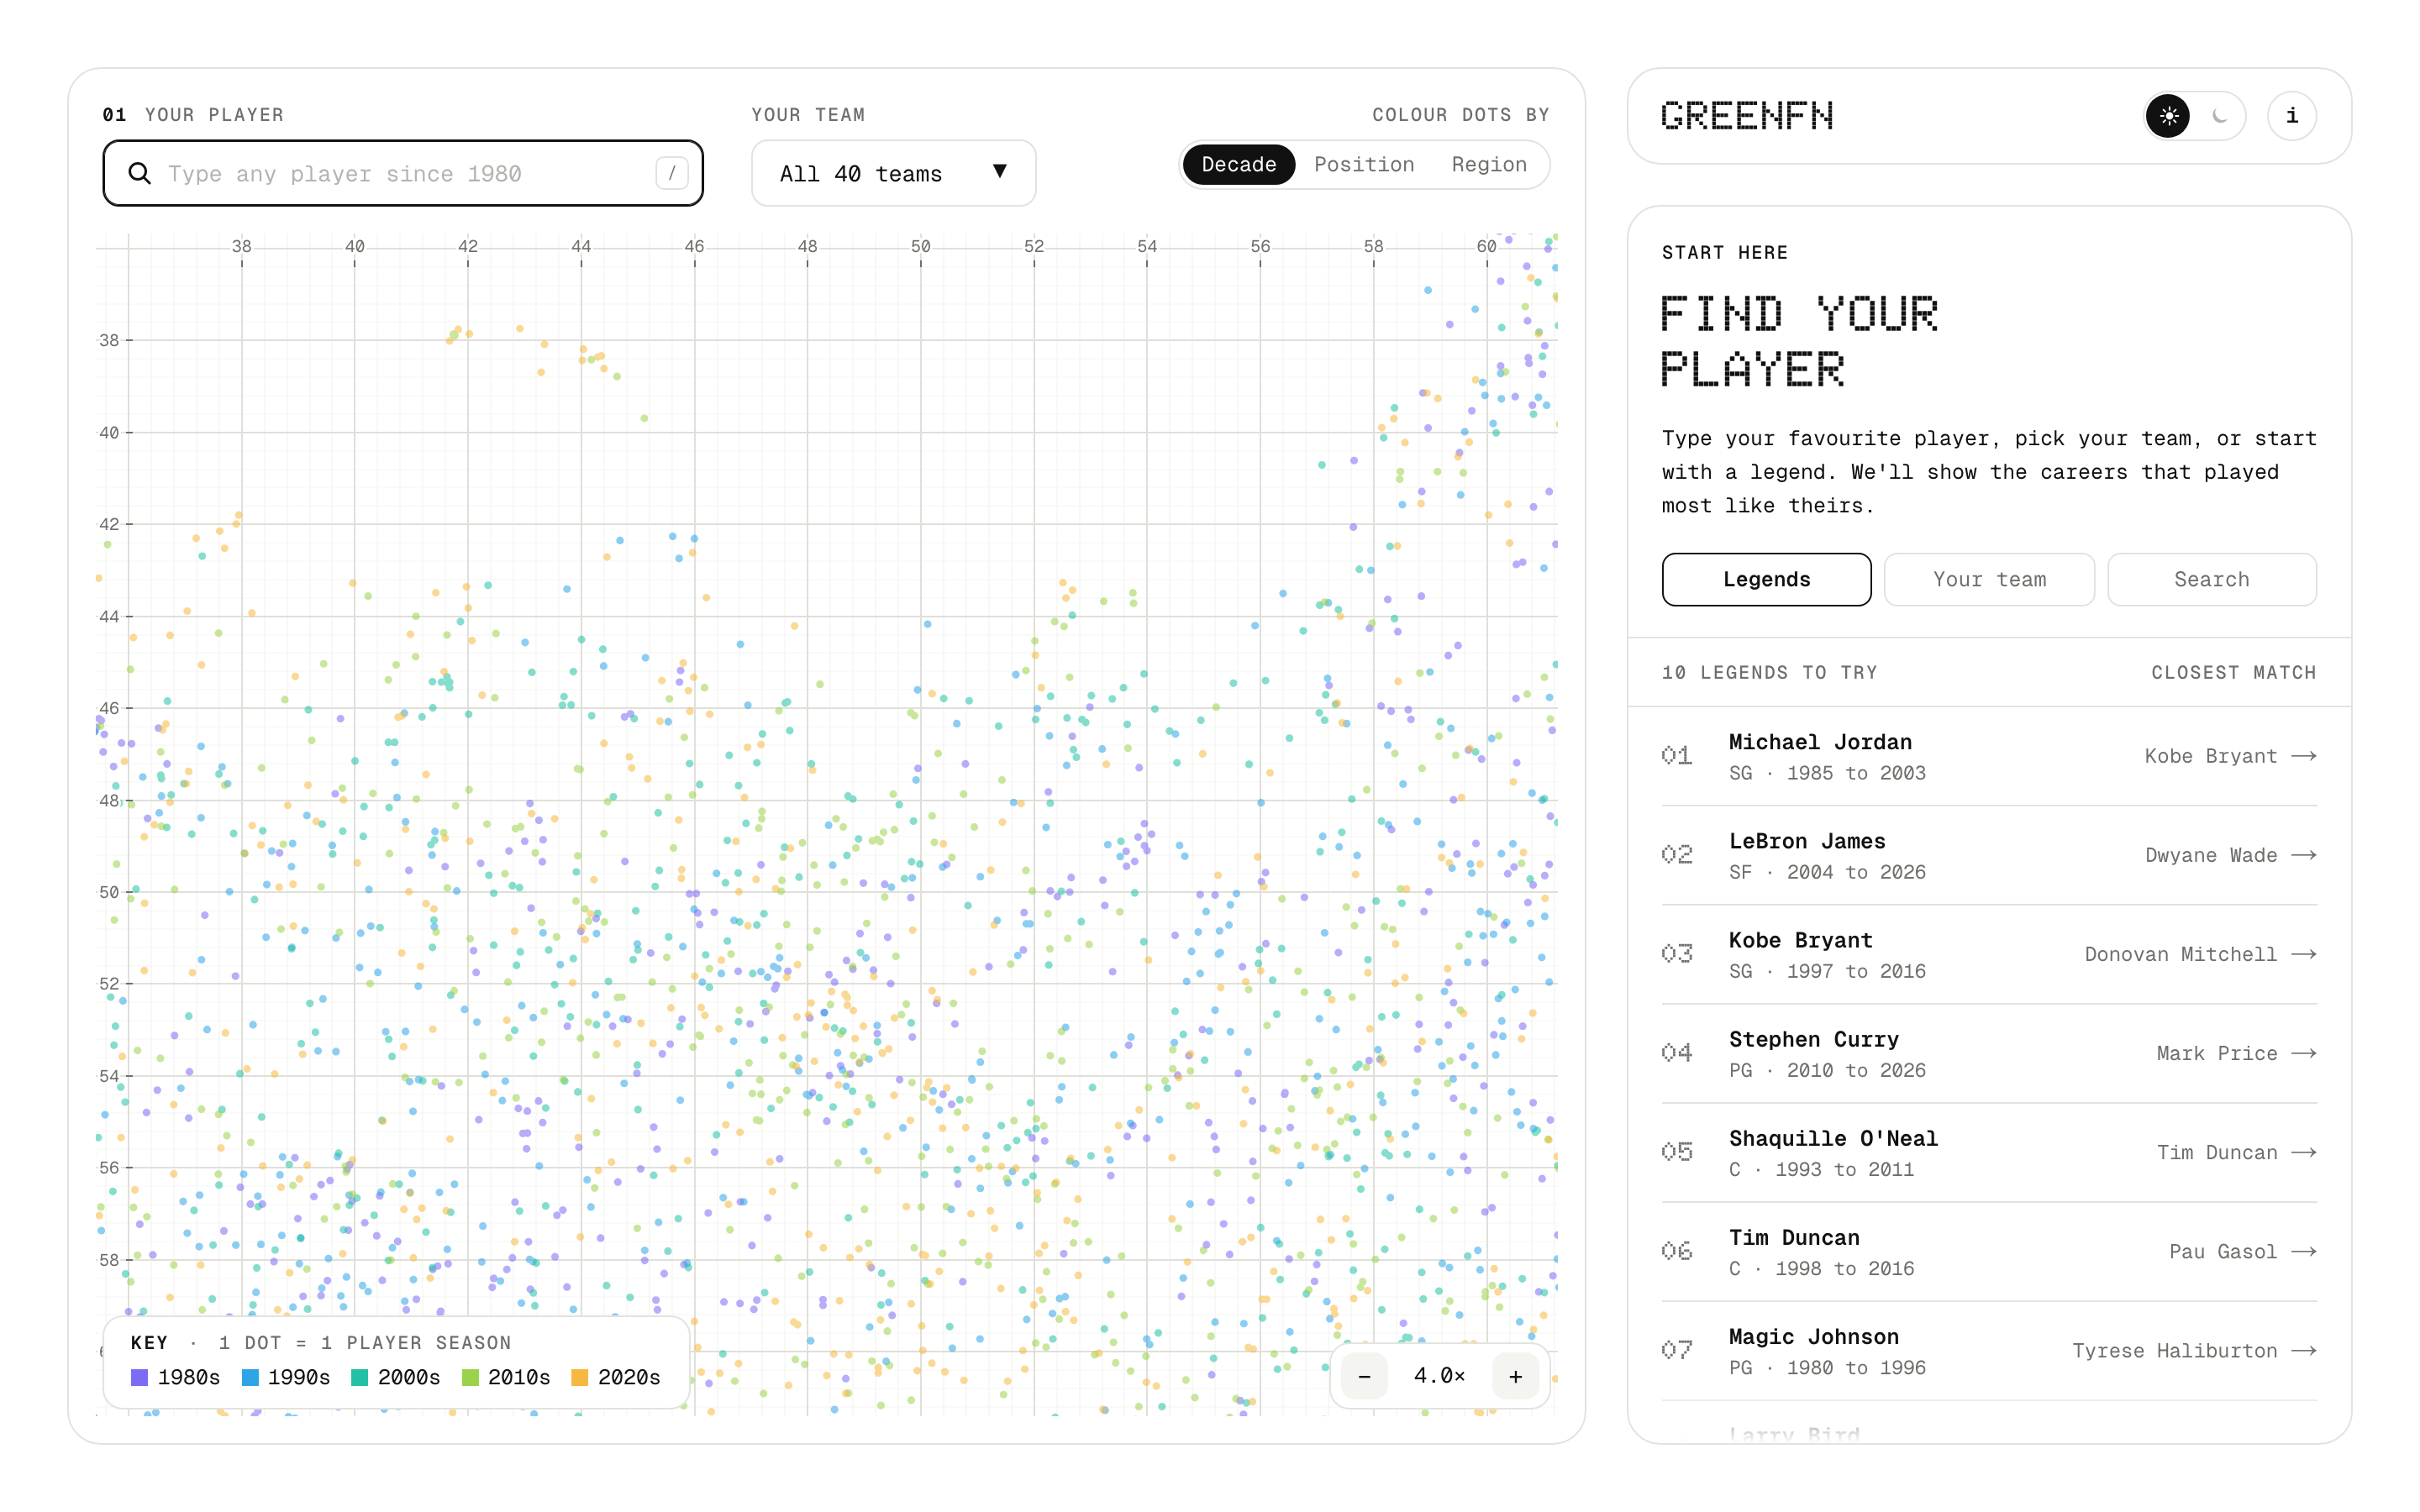 01 YOUR PLAYER
YOUR TEAM
COLOUR DOTS BY
Type any player since 1980 /
All 40 teams ▼
Decade Position Region
38 40 42 44 46 48 50 52 54 56 58 60
38
40
42
44
46
48
50
52
54
56
58
KEY · 1 DOT = 1 PLAYER SEASON
1980s 1990s 2000s 2010s 2020s
− 4.0× +
GREENFN
i
START HERE
FIND YOUR
PLAYER
Type your favourite player, pick your team, or start
with a legend. We'll show the careers that played
most like theirs.
Legends Your team Search
10 LEGENDS TO TRY CLOSEST MATCH
01 Michael Jordan Kobe Bryant →
SG · 1985 to 2003
02 LeBron James Dwyane Wade →
SF · 2004 to 2026
03 Kobe Bryant Donovan Mitchell →
SG · 1997 to 2016
04 Stephen Curry Mark Price →
PG · 2010 to 2026
05 Shaquille O'Neal Tim Duncan →
C · 1993 to 2011
06 Tim Duncan Pau Gasol →
C · 1998 to 2016
07 Magic Johnson Tyrese Haliburton →
PG · 1980 to 1996
Larry Bird